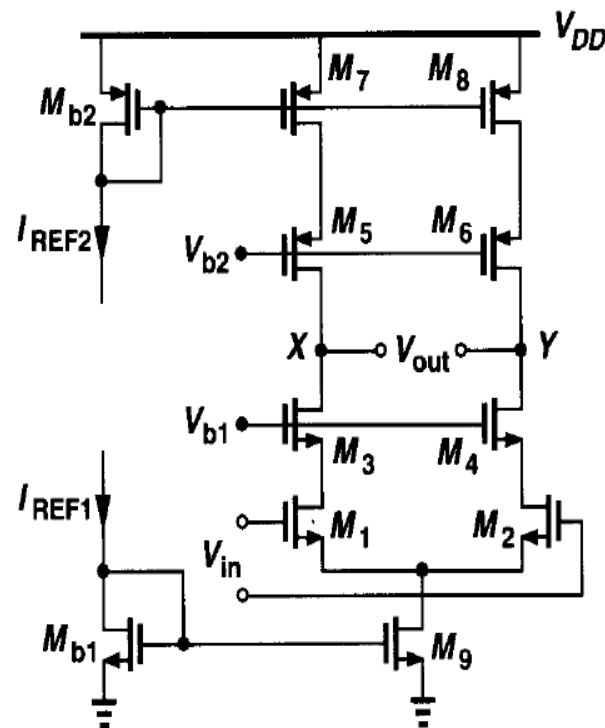 V_DD
M_b2
M_7
M_8
I_REF2
V_b2
M_5
M_6
X
V_out
Y
V_b1
M_3
M_4
I_REF1
V_in
M_1
M_2
M_b1
M_9